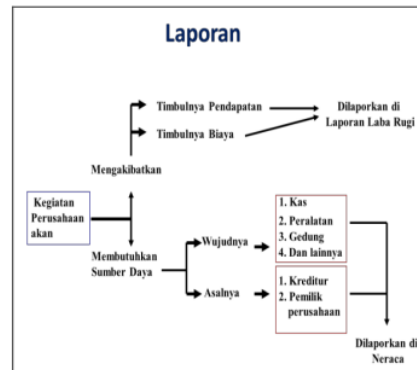 Laporan
Timbulnya Pendapatan
Timbulnya Biaya
Dilaporkan di
Laporan Laba Rugi
Mengakibatkan
Kegiatan
Perusahaan
akan
Membutuhkan
Sumber Daya
Wujudnya
1. Kas
2. Peralatan
3. Gedung
4. Dan lainnya
Asalnya
1. Kreditur
2. Pemilik
perusahaan
Dilaporkan di
Neraca